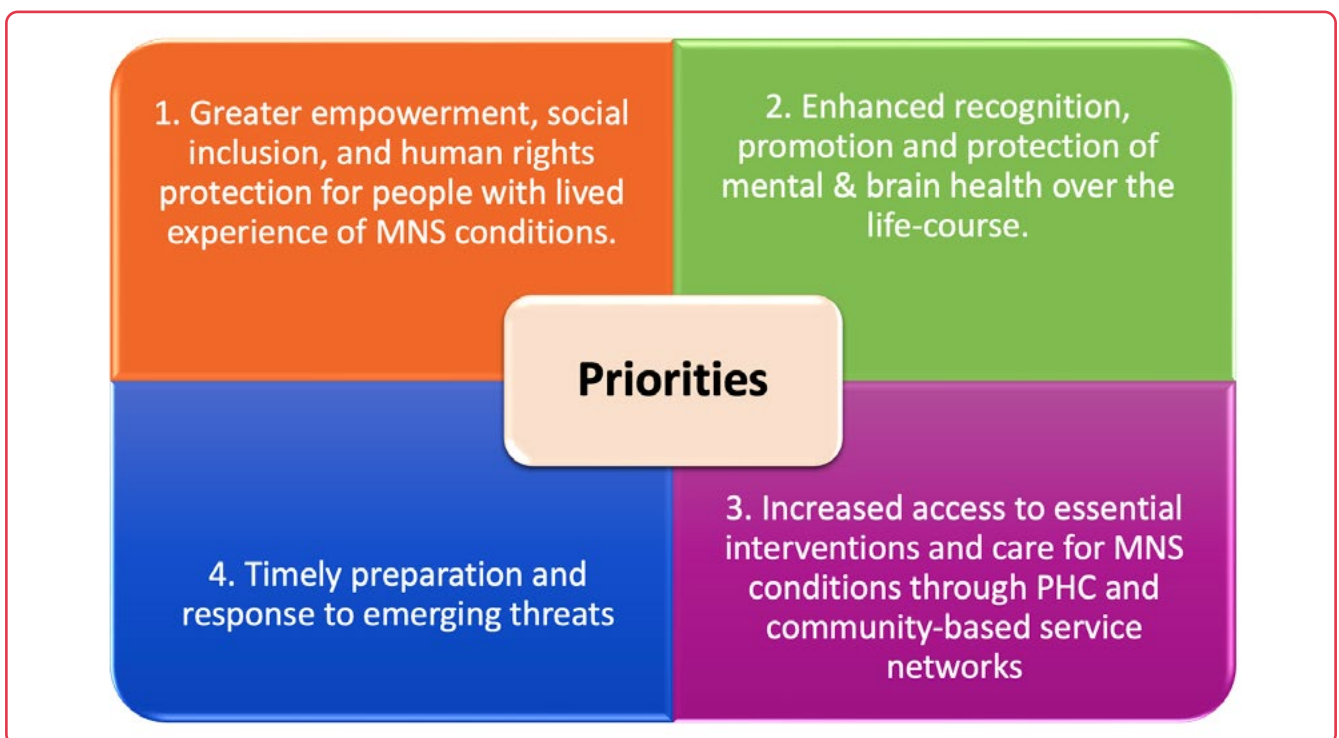 1. Greater empowerment, social
inclusion, and human rights
protection for people with lived
experience of MNS conditions.
2. Enhanced recognition,
promotion and protection of
mental & brain health over the
life-course.
Priorities
4. Timely preparation and
response to emerging threats
3. Increased access to essential
interventions and care for MNS
conditions through PHC and
community-based service
networks